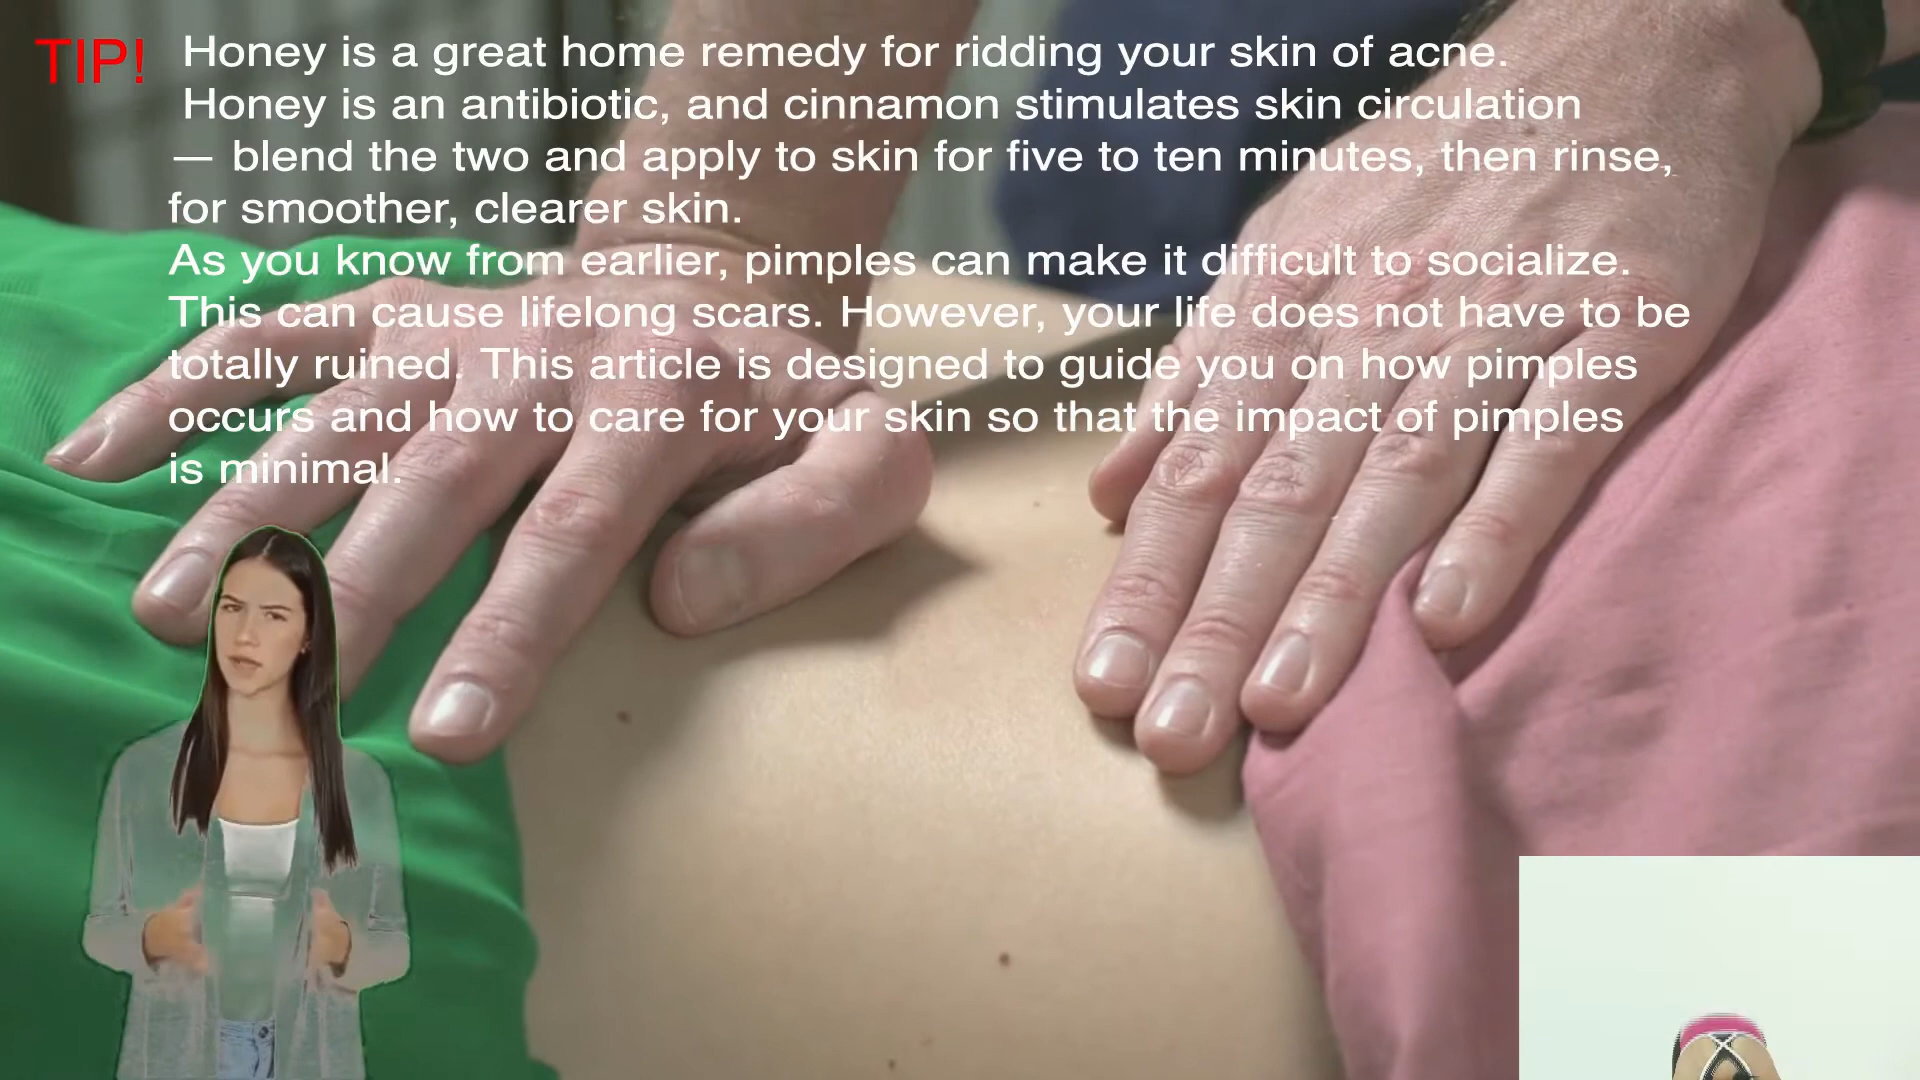 TIP! Honey is a great home remedy for ridding your skin of acne.
Honey is an antibiotic, and cinnamon stimulates skin circulation
— blend the two and apply to skin for five to ten minutes, then rinse,
for smoother, clearer skin.
As you know from earlier, pimples can make it difficult to socialize.
This can cause lifelong scars. However, your life does not have to be
totally ruined. This article is designed to guide you on how pimples
occurs and how to care for your skin so that the impact of pimples
is minimal.